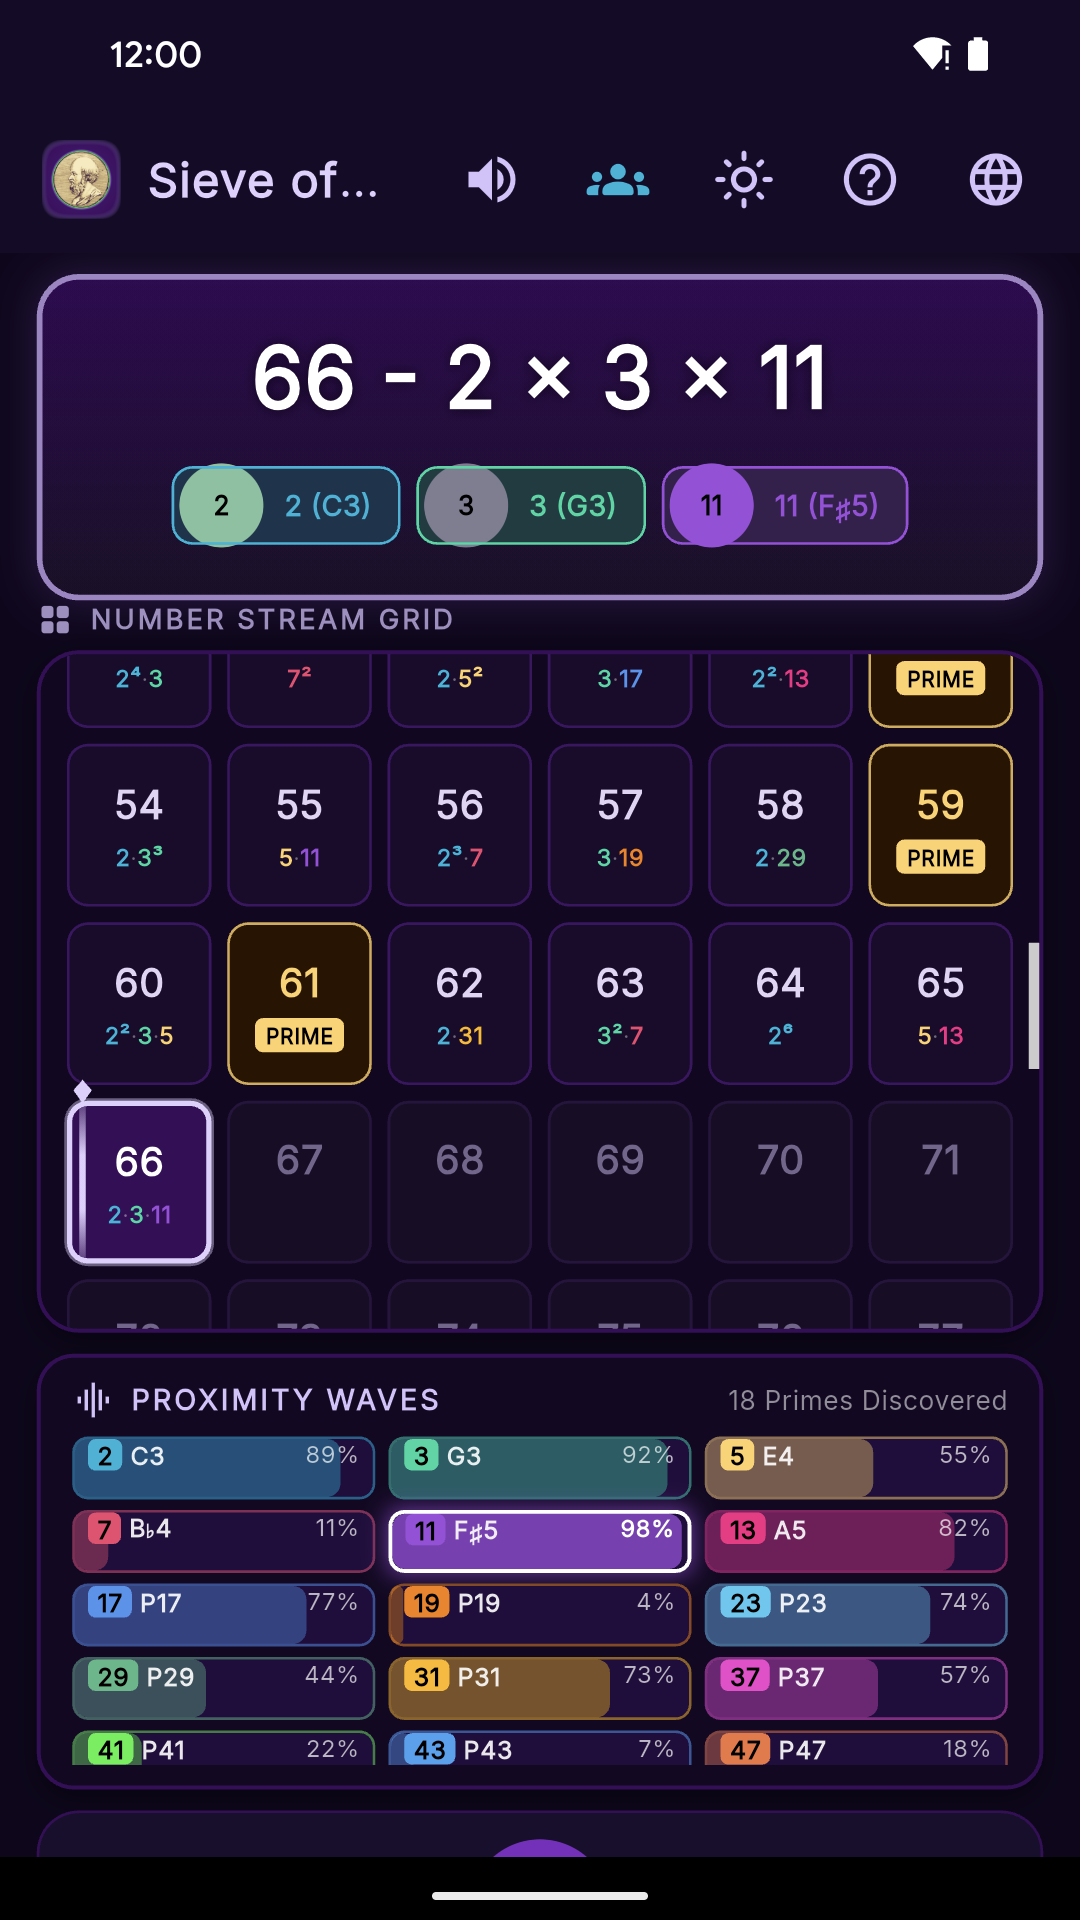 12:00
Sieve of...
66 - 2 × 3 × 11
2 2 (C3) 3 3 (G3) 11 11 (F♯5)
NUMBER STREAM GRID
2⁴·3 7² 2·5² 3·17 2²·13 PRIME
54 55 56 57 58 59
2·3³ 5·11 2³·7 3·19 2·29 PRIME
60 61 62 63 64 65
2²·3·5 PRIME 2·31 3²·7 2⁶ 5·13
66 67 68 69 70 71
2·3·11
PROXIMITY WAVES 18 Primes Discovered
2 C3 89% 3 G3 92% 5 E4 55%
7 B♭4 11% 11 F♯5 98% 13 A5 82%
17 P17 77% 19 P19 4% 23 P23 74%
29 P29 44% 31 P31 73% 37 P37 57%
41 P41 22% 43 P43 7% 47 P47 18%